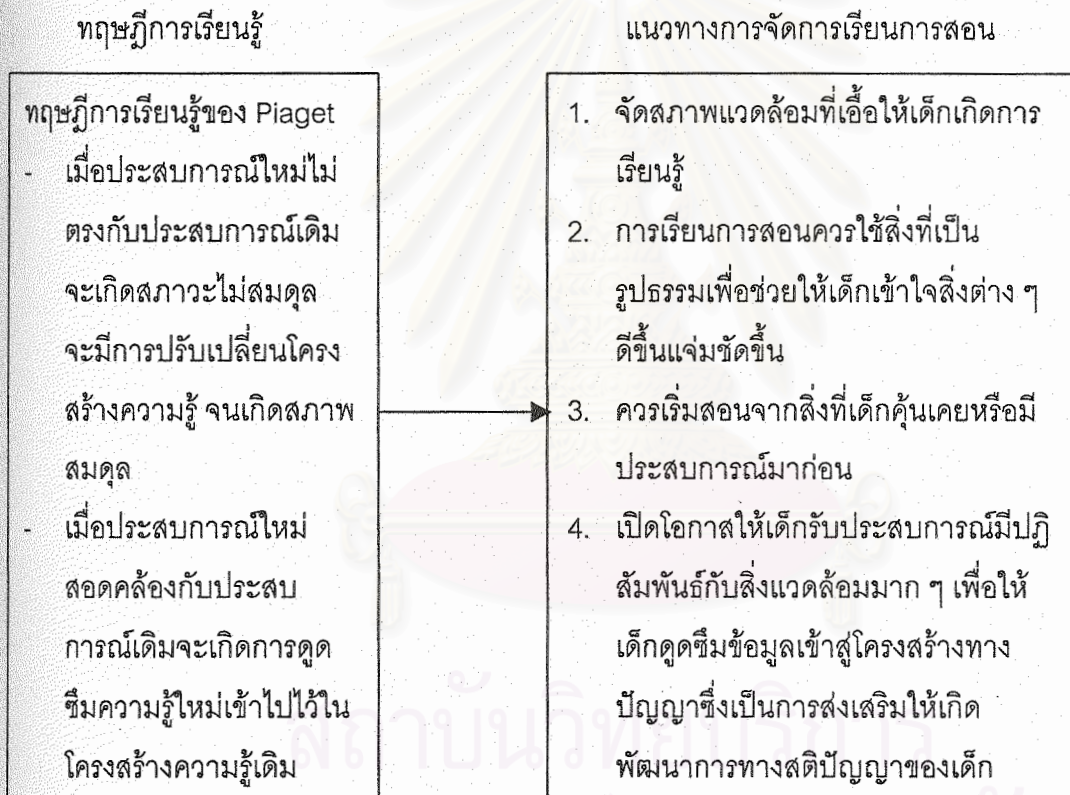 ทฤษฎีการเรียนรู้
ทฤษฎีการเรียนรู้ของ Piaget
- เมื่อประสบการณ์ใหม่ไม่
ตรงกับประสบการณ์เดิม
จะเกิดสภาวะไม่สมดุล
จะมีการปรับเปลี่ยนโครง
สร้างความรู้ จนเกิดสภาพ
สมดุล
- เมื่อประสบการณ์ใหม่
สอดคล้องกับประสบ
การณ์เดิมจะเกิดการดูด
ซึมความรู้ใหม่เข้าไปไว้ใน
โครงสร้างความรู้เดิม
แนวทางการจัดการเรียนการสอน
1. จัดสภาพแวดล้อมที่เอื้อให้เด็กเกิดการ
เรียนรู้
2. การเรียนการสอนควรใช้สิ่งที่เป็น
รูปธรรมเพื่อช่วยให้เด็กเข้าใจสิ่งต่าง ๆ
ดีขึ้นแจ่มชัดขึ้น
3. ควรเริ่มสอนจากสิ่งที่เด็กคุ้นเคยหรือมี
ประสบการณ์มาก่อน
4. เปิดโอกาสให้เด็กรับประสบการณ์มีปฏิ
สัมพันธ์กับสิ่งแวดล้อมมาก ๆ เพื่อให้
เด็กดูดซึมข้อมูลเข้าสู่โครงสร้างทาง
ปัญญาซึ่งเป็นการส่งเสริมให้เกิด
พัฒนาการทางสติปัญญาของเด็ก
สถาบันวิทยบริการ